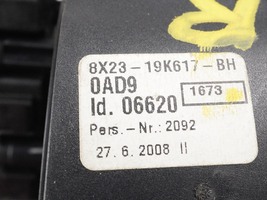 8X23-19K617-BH
0AD9
Id. 06620 1673
Pers.-Nr.: 2092
27.6.2008 II